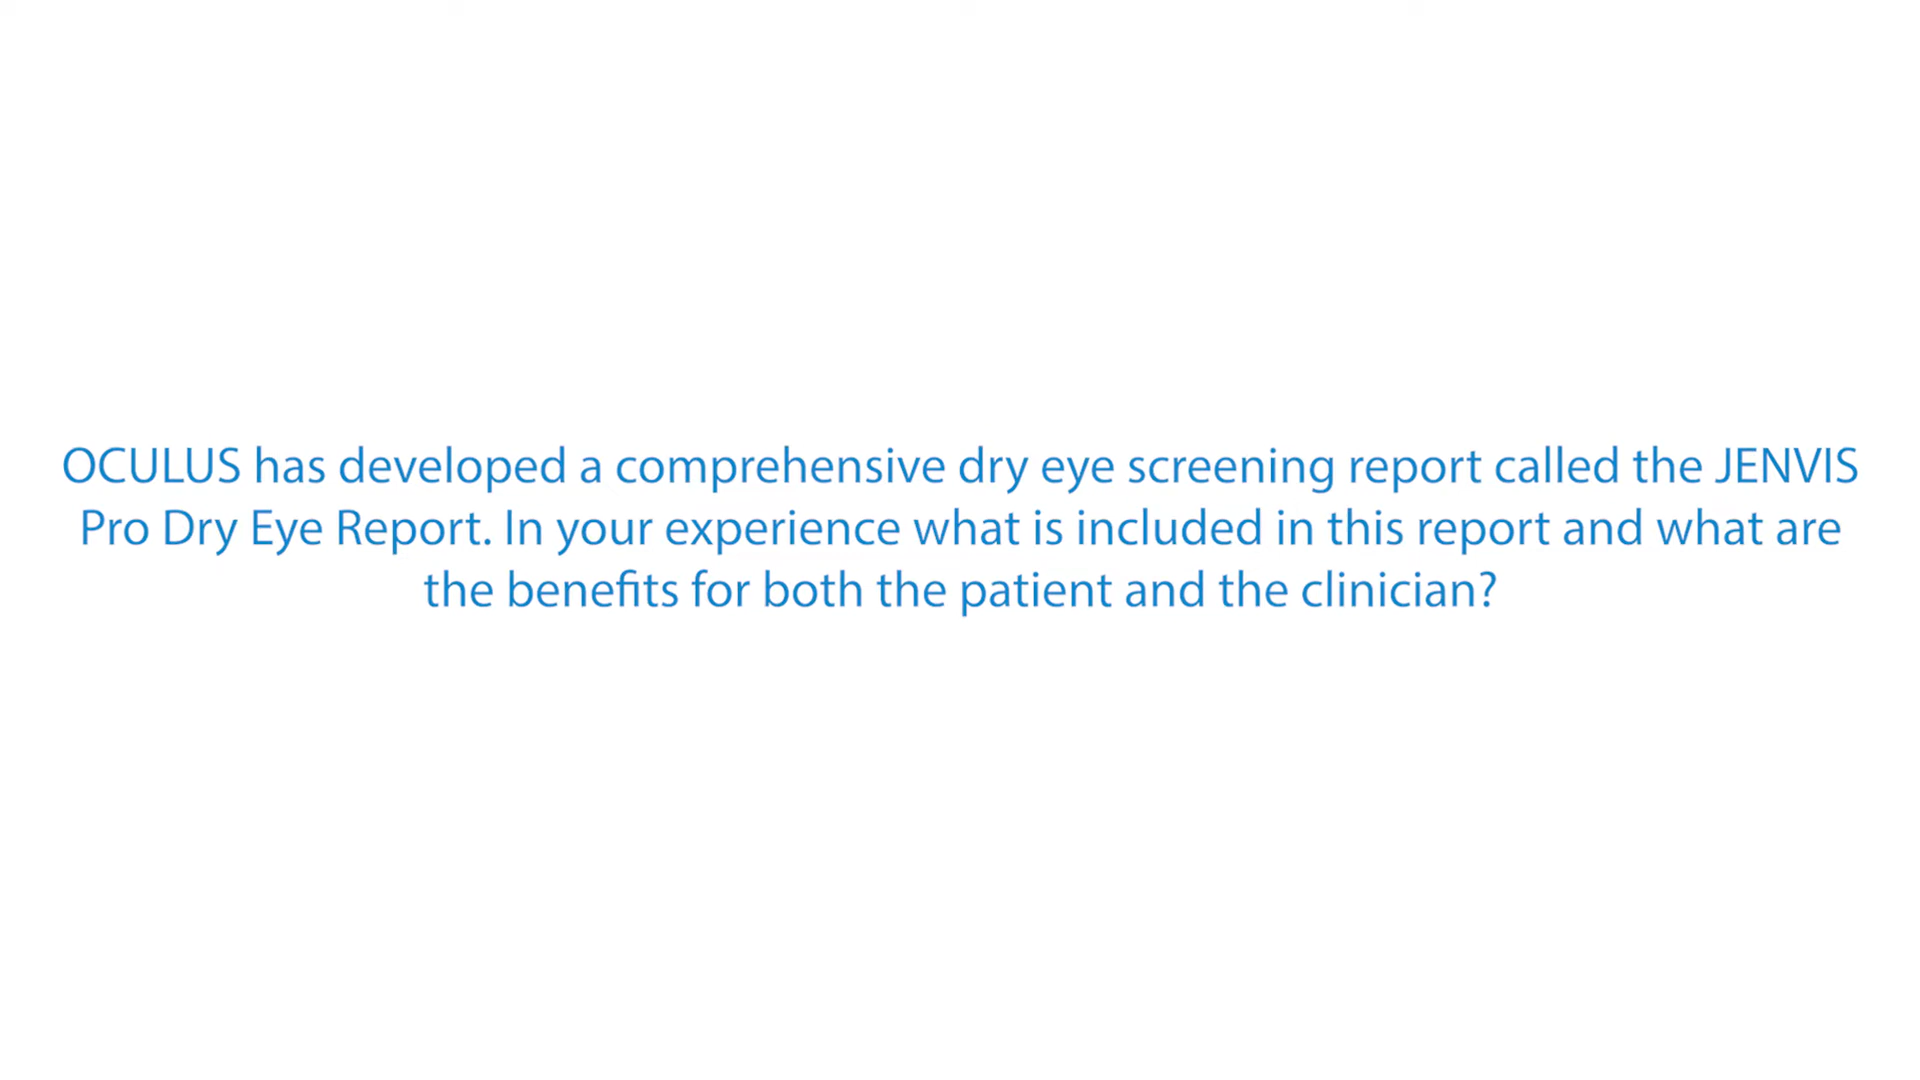 OCULUS has developed a comprehensive dry eye screening report called the JENVIS
Pro Dry Eye Report. In your experience what is included in this report and what are
the benefits for both the patient and the clinician?